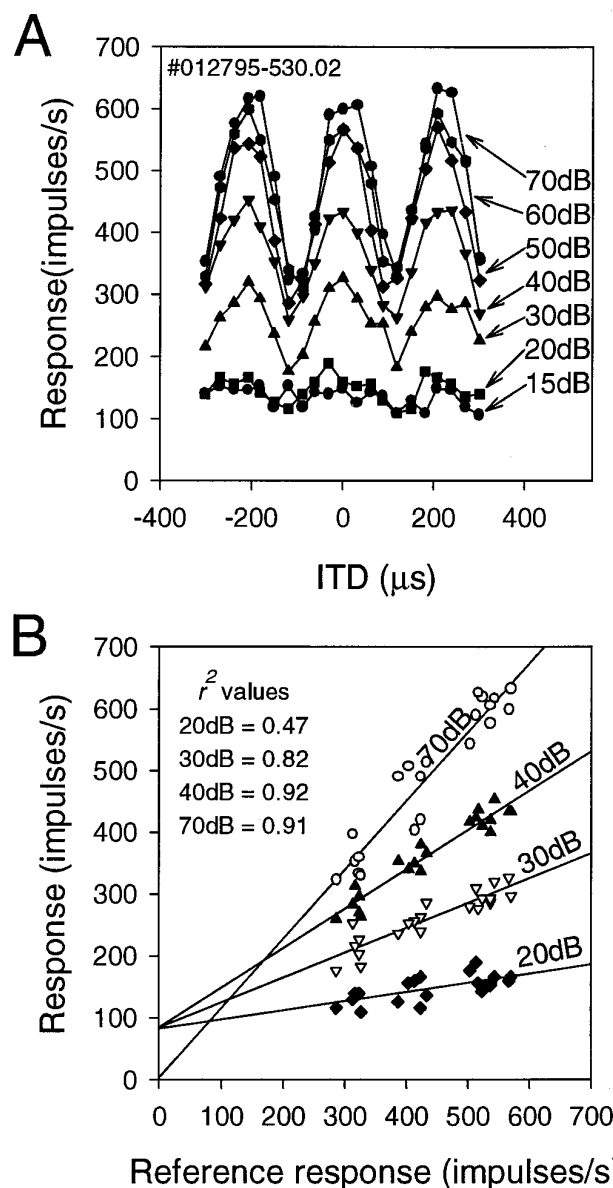 A
#012795-530.02
Response(impulses/s)
700
600
500
400
300
200
100
0
70dB
60dB
50dB
40dB
30dB
20dB
15dB
-400
-200
0
200
400
ITD (μs)
B
r² values
20dB = 0.47
30dB = 0.82
40dB = 0.92
70dB = 0.91
Response (impulses/s)
700
600
500
400
300
200
100
0
70dB
40dB
30dB
20dB
0
100
200
300
400
500
600
700
Reference response (impulses/s)